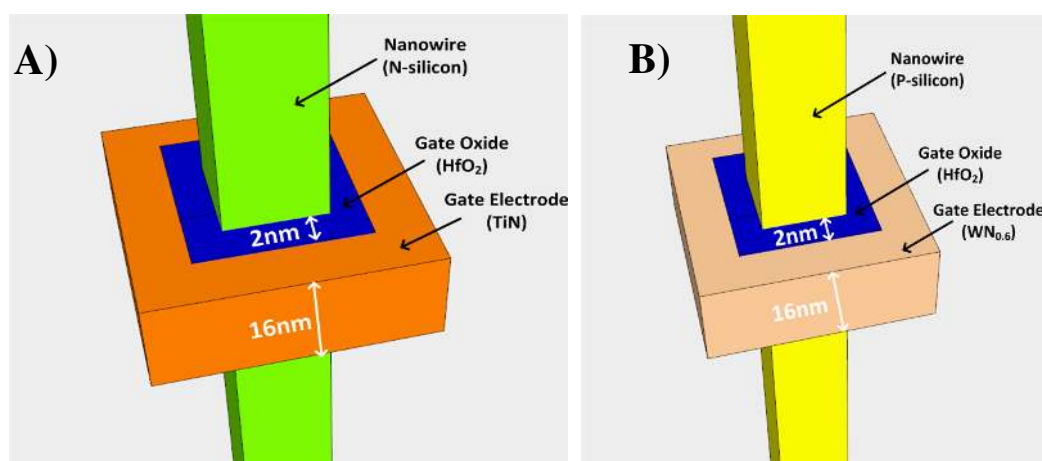 A)
Nanowire
(N-silicon)
Gate Oxide
(HfO₂)
Gate Electrode
(TiN)
2nm
16nm
B)
Nanowire
(P-silicon)
Gate Oxide
(HfO₂)
Gate Electrode
(WN₀.₆)
2nm
16nm